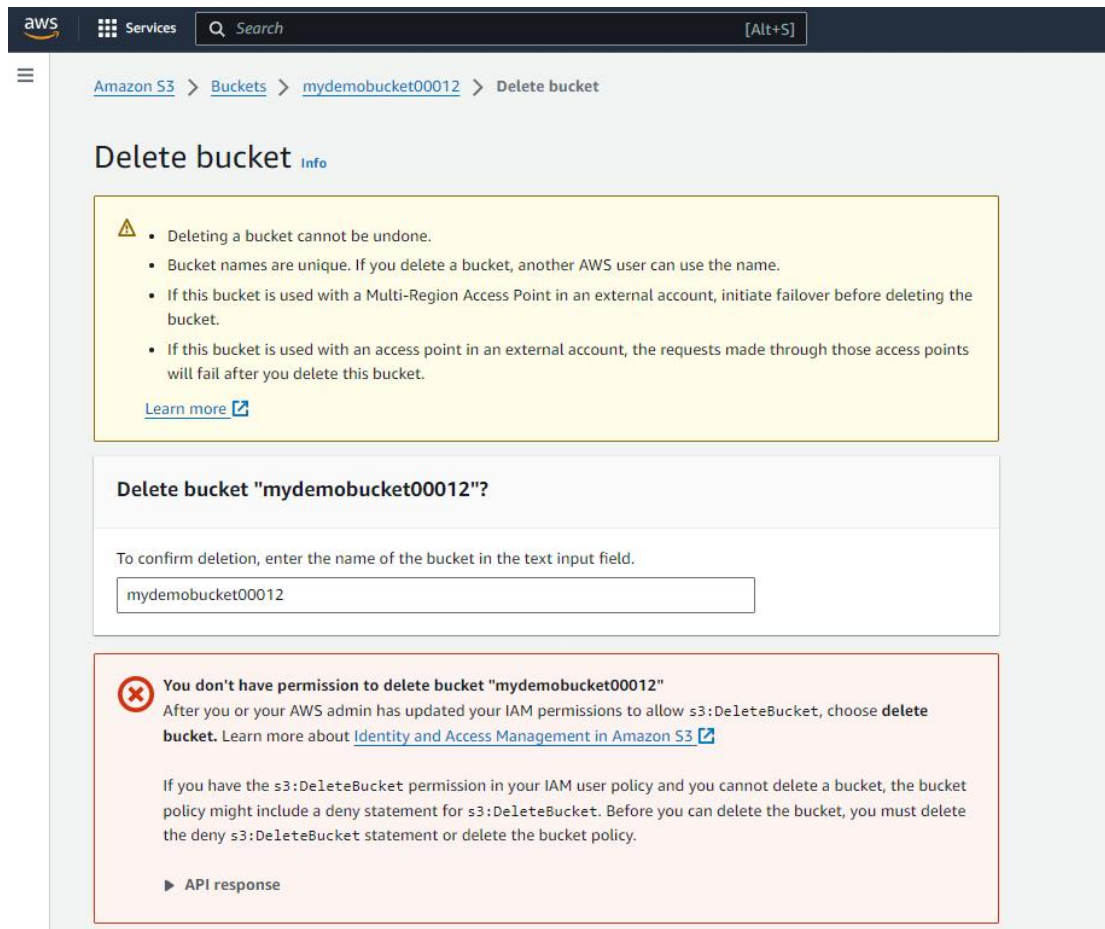 aws
Services
Search
[Alt+S]
Amazon S3 > Buckets > mydemobucket00012 > Delete bucket
Delete bucket Info
• Deleting a bucket cannot be undone.
• Bucket names are unique. If you delete a bucket, another AWS user can use the name.
• If this bucket is used with a Multi-Region Access Point in an external account, initiate failover before deleting the
bucket.
• If this bucket is used with an access point in an external account, the requests made through those access points
will fail after you delete this bucket.
Learn more
Delete bucket "mydemobucket00012"?
To confirm deletion, enter the name of the bucket in the text input field.
mydemobucket00012
You don't have permission to delete bucket "mydemobucket00012"
After you or your AWS admin has updated your IAM permissions to allow s3:DeleteBucket, choose delete
bucket. Learn more about Identity and Access Management in Amazon S3
If you have the s3:DeleteBucket permission in your IAM user policy and you cannot delete a bucket, the bucket
policy might include a deny statement for s3:DeleteBucket. Before you can delete the bucket, you must delete
the deny s3:DeleteBucket statement or delete the bucket policy.
API response